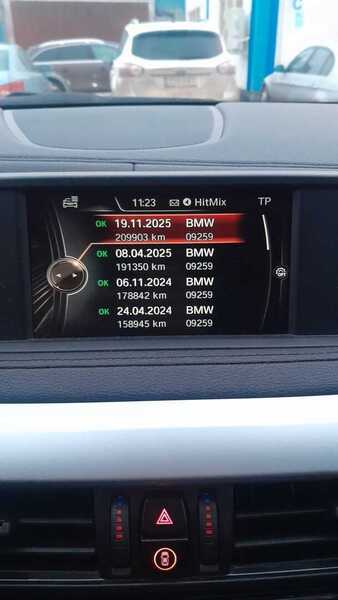 11:23 HitMix TP
OK 19.11.2025 BMW
209903 km 09259
OK 08.04.2025 BMW
191350 km 09259
OK 06.11.2024 BMW
178842 km 09259
OK 24.04.2024 BMW
158945 km 09259